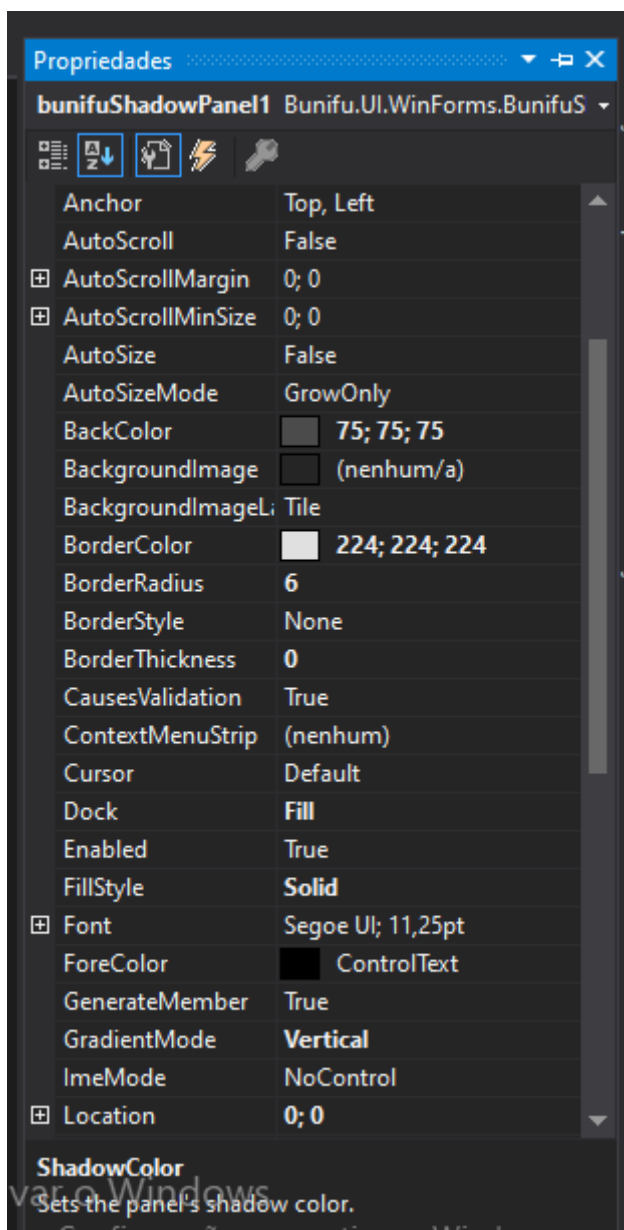 Propriedades
bunifuShadowPanel1 Bunifu.UI.WinForms.BunifuS
Anchor Top, Left
AutoScroll False
AutoScrollMargin 0; 0
AutoScrollMinSize 0; 0
AutoSize False
AutoSizeMode GrowOnly
BackColor 75; 75; 75
BackgroundImage (nenhum/a)
BackgroundImageLa Tile
BorderColor 224; 224; 224
BorderRadius 6
BorderStyle None
BorderThickness 0
CausesValidation True
ContextMenuStrip (nenhum)
Cursor Default
Dock Fill
Enabled True
FillStyle Solid
Font Segoe UI; 11,25pt
ForeColor ControlText
GenerateMember True
GradientMode Vertical
ImeMode NoControl
Location 0; 0
ShadowColor
var o Windows
Sets the panel's shadow color.